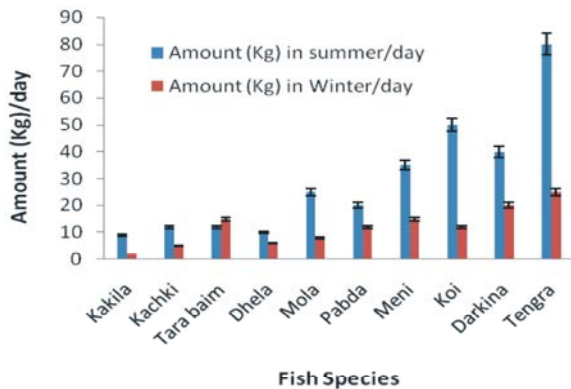 90
80
70
60
50
40
30
20
10
0
Amount (Kg)/day
Amount (Kg) in summer/day
Amount (Kg) in Winter/day
Kakila
Kachki
Tara baim
Dhela
Mola
Pabda
Meni
Koi
Darkina
Tengra
Fish Species